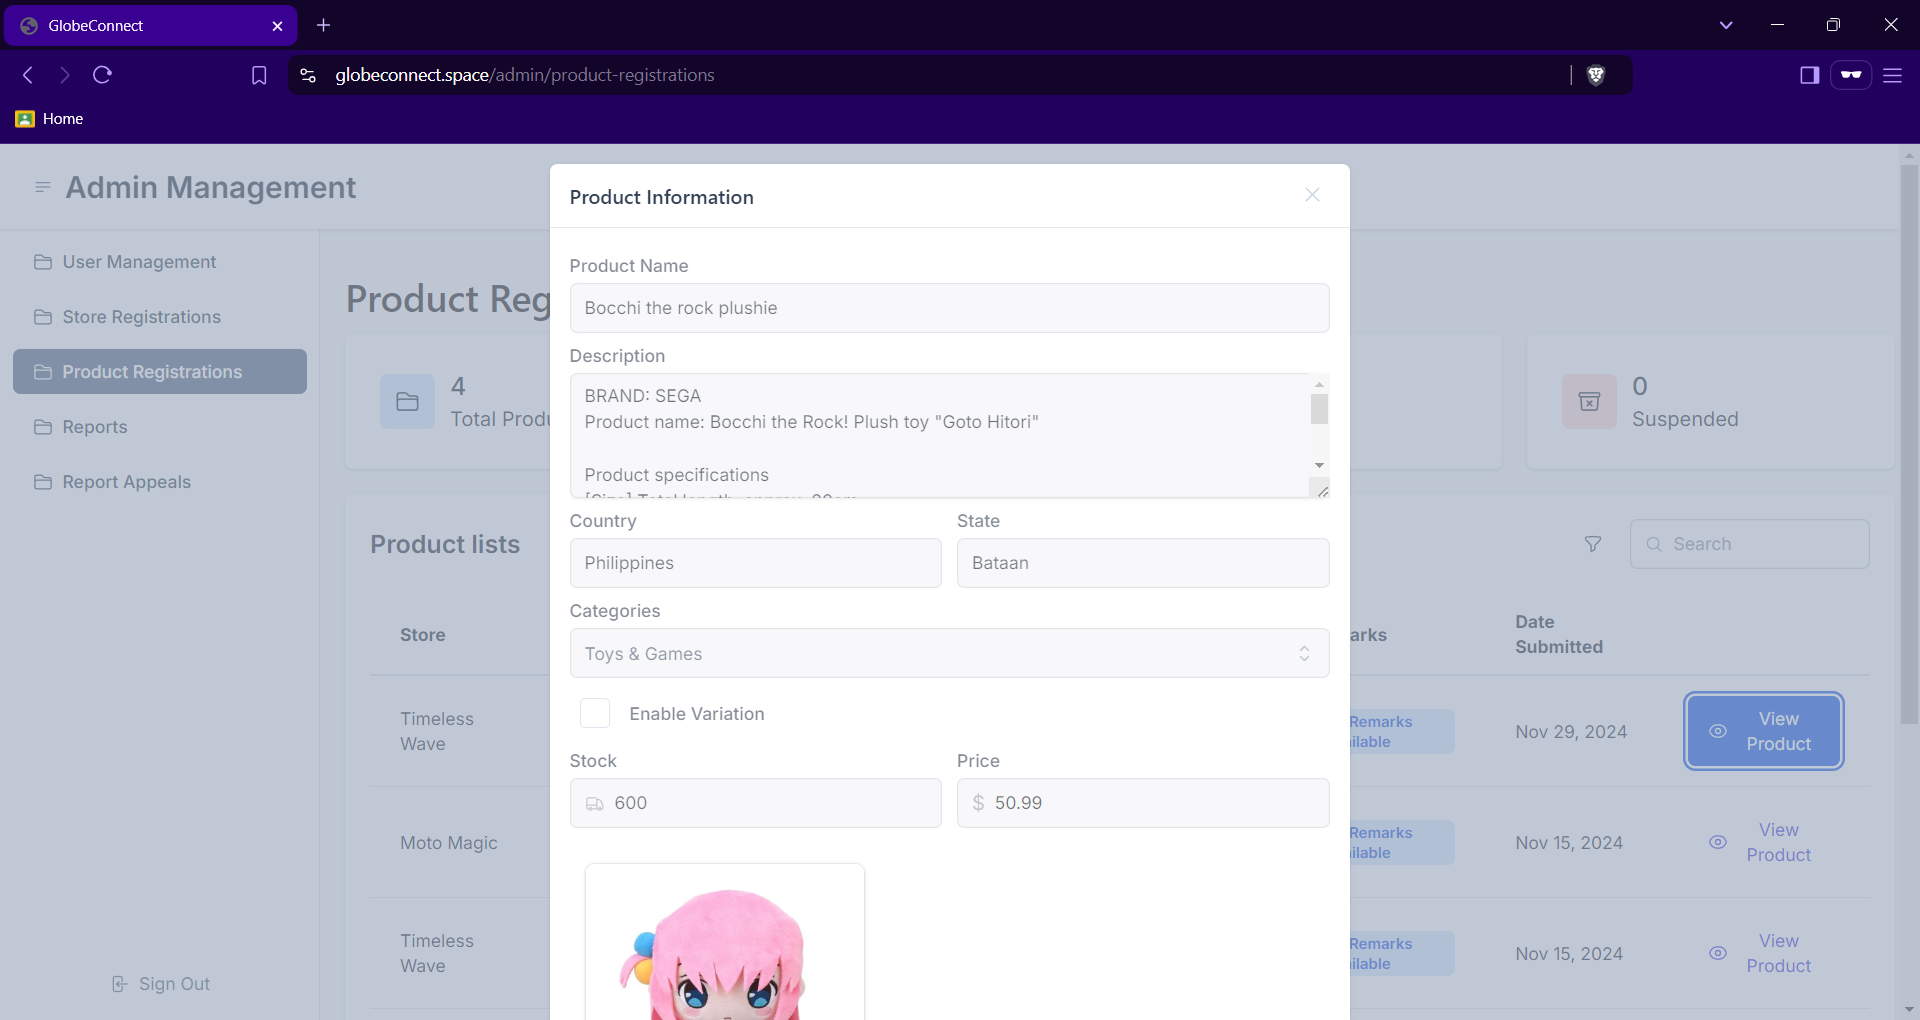 GlobeConnect
globeconnect.space/admin/product-registrations
Home
Admin Management
User Management
Store Registrations
Product Registrations
Reports
Report Appeals
Sign Out
Product Reg
4
Total Produ
0
Suspended
Product lists
Search
Store
arks
Date
Submitted
Timeless
Wave
Remarks
ilable
Nov 29, 2024
View
Product
Moto Magic
Remarks
ilable
Nov 15, 2024
View
Product
Timeless
Wave
Remarks
ilable
Nov 15, 2024
View
Product
Product Information
Product Name
Bocchi the rock plushie
Description
BRAND: SEGA
Product name: Bocchi the Rock! Plush toy "Goto Hitori"
Product specifications
Country
Philippines
State
Bataan
Categories
Toys & Games
Enable Variation
Stock
600
Price
$ 50.99